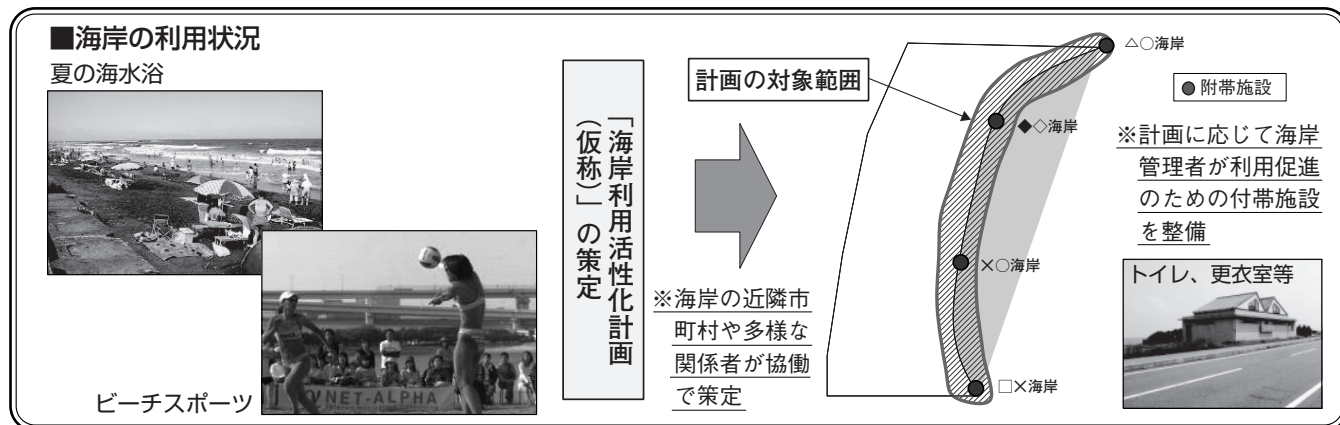 ■海岸の利用状況
夏の海水浴
ビーチスポーツ
「海岸利用活性化計画
（仮称）」の策定
※海岸の近隣市
町村や多様な
関係者が協働
で策定
計画の対象範囲
△○海岸
◆◇海岸
×○海岸
□×海岸
●附帯施設
※計画に応じて海岸
管理者が利用促進
のための付帯施設
を整備
トイレ、更衣室等
VNET-ALPHA